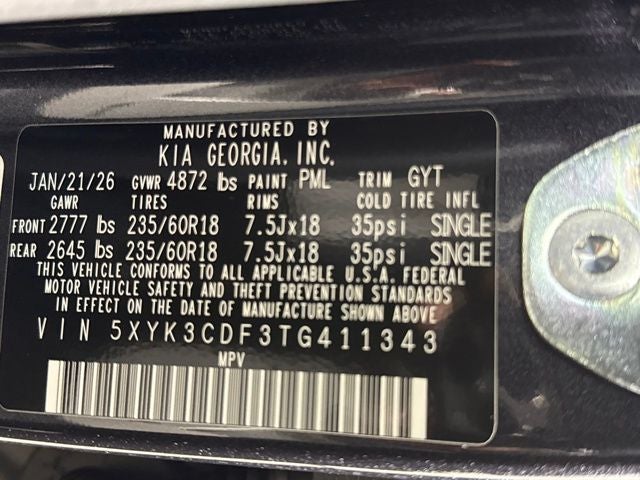 MANUFACTURED BY
KIA GEORGIA, INC.
JAN/21/26 GVWR 4872 lbs PAINT PML TRIM GYT
GAWR TIRES RIMS COLD TIRE INFL
FRONT 2777 lbs 235/60R18 7.5Jx18 35psi SINGLE
REAR 2645 lbs 235/60R18 7.5Jx18 35psi SINGLE
THIS VEHICLE CONFORMS TO ALL APPLICABLE U.S.A. FEDERAL
MOTOR VEHICLE SAFETY AND THEFT PREVENTION STANDARDS
IN EFFECT ON THE DATE OF MANUFACTURE SHOWN ABOVE
VIN 5XYK3CDF3TG411343
MPV